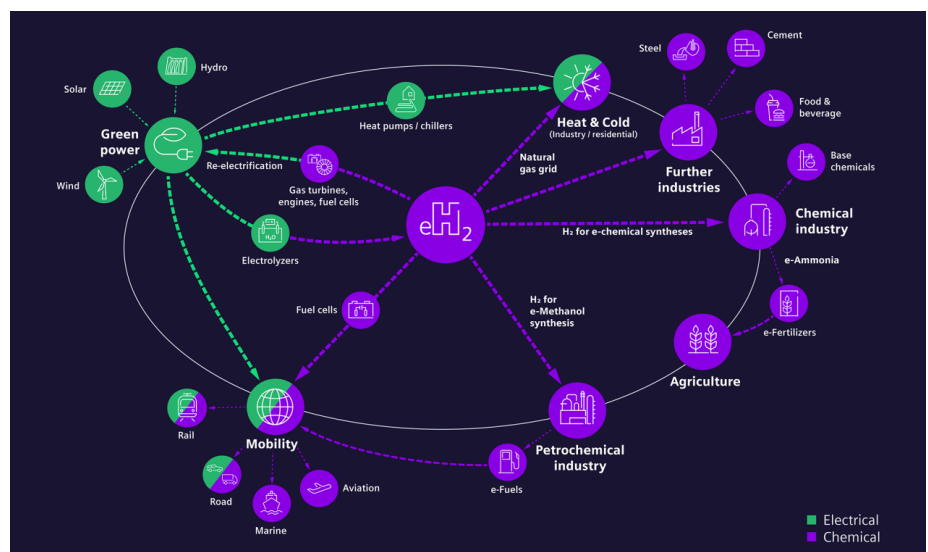 Steel
Cement
Hydro
Solar
Food &
beverage
Green
power
Heat pumps / chillers
Heat & Cold
(Industry / residential)
Re-electrification
Natural
gas grid
Further
industries
Base
chemicals
Wind
Gas turbines,
engines, fuel cells
eH₂
Chemical
industry
H₂O
H₂ for e-chemical syntheses
Electrolyzers
e-Ammonia
Fuel cells
H₂ for
e-Methanol
synthesis
e-Fertilizers
Agriculture
Rail
Mobility
Petrochemical
industry
Road
Aviation
e-Fuels
Marine
Electrical
Chemical